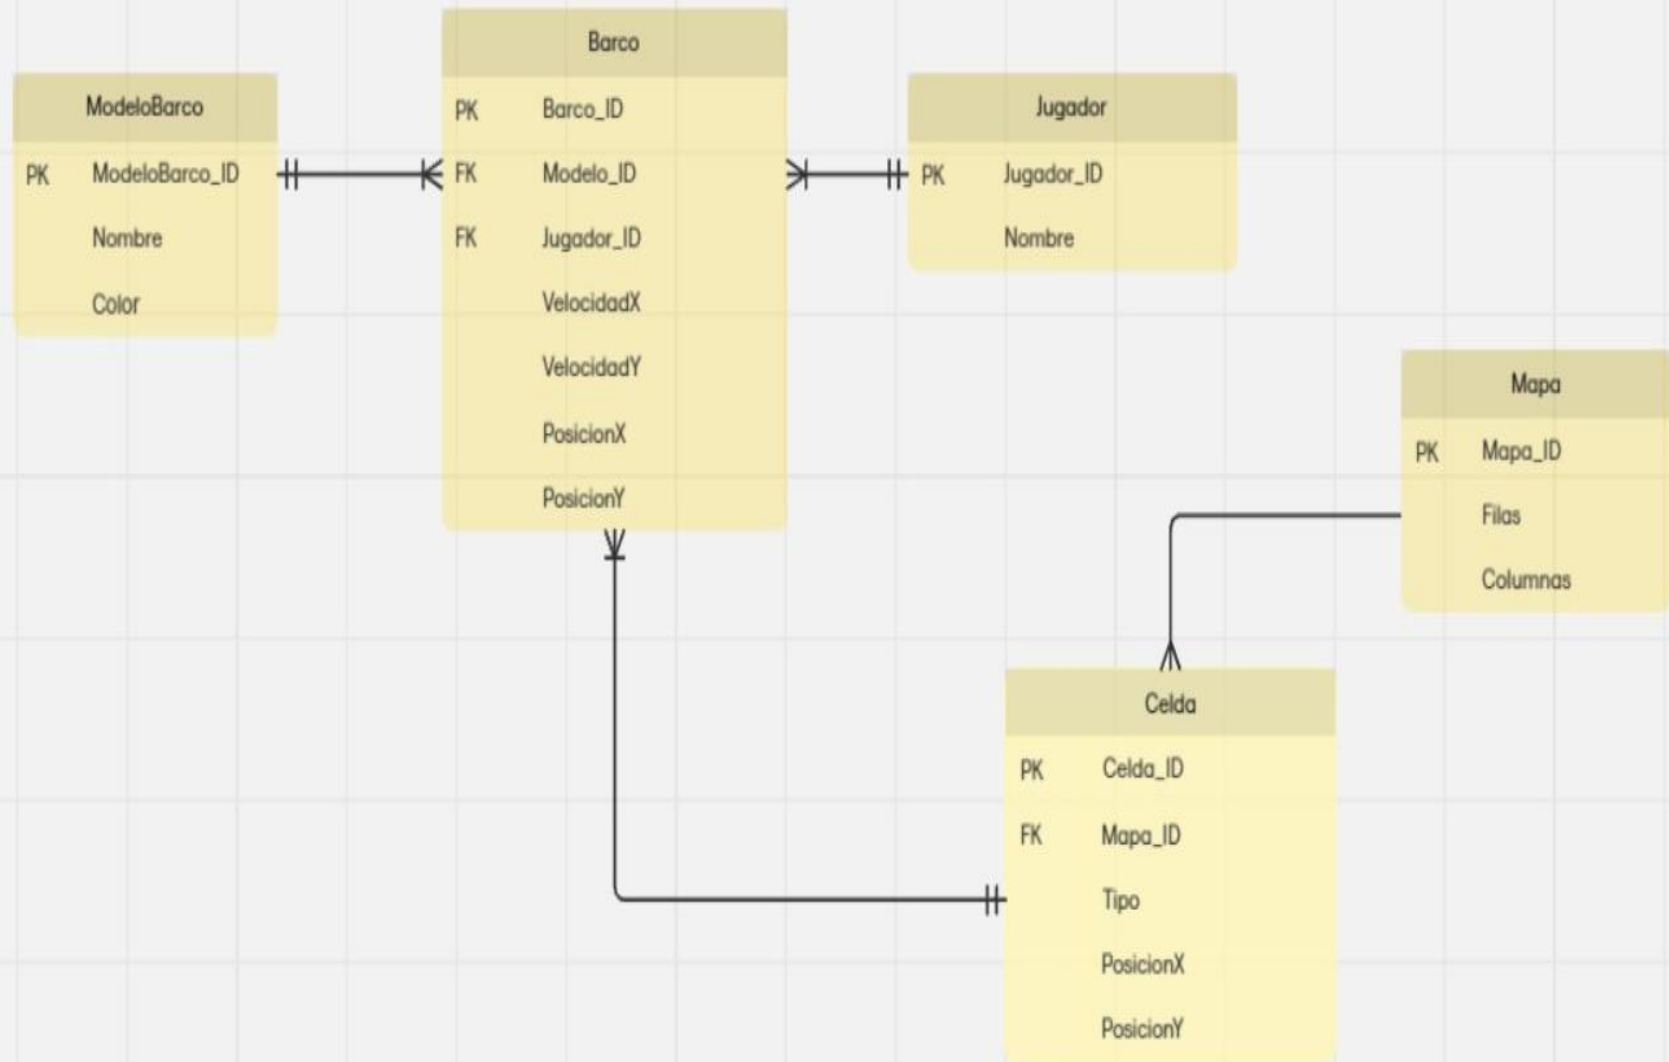 ModeloBarco
PK ModeloBarco_ID
Nombre
Color
Barco
PK Barco_ID
FK Modelo_ID
FK Jugador_ID
VelocidadX
VelocidadY
PosicionX
PosicionY
Jugador
PK Jugador_ID
Nombre
Mapa
PK Mapa_ID
Filas
Columnas
Celda
PK Celda_ID
FK Mapa_ID
Tipo
PosicionX
PosicionY